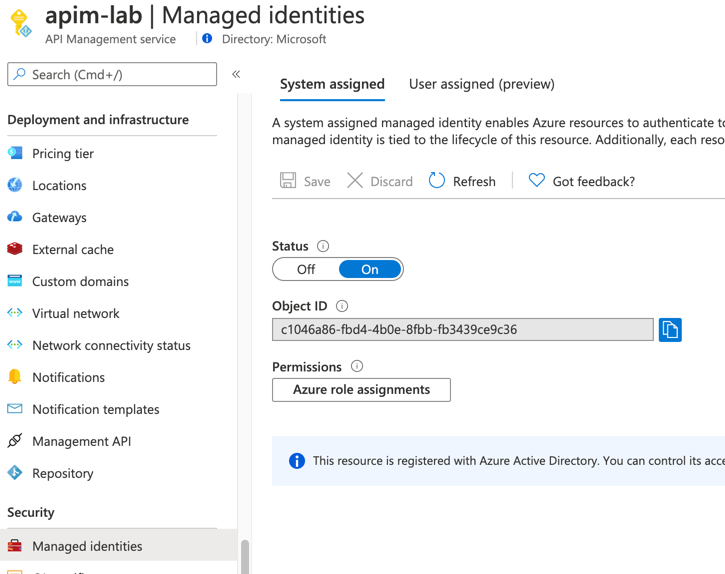 apim-lab | Managed identities
API Management service
Directory: Microsoft
Search (Cmd+/)
«
Deployment and infrastructure
Pricing tier
Locations
Gateways
External cache
Custom domains
Virtual network
Network connectivity status
Notifications
Notification templates
Management API
Repository
Security
Managed identities
System assigned
User assigned (preview)
A system assigned managed identity enables Azure resources to authenticate to
managed identity is tied to the lifecycle of this resource. Additionally, each reso
Save
Discard
Refresh
Got feedback?
Status
Off
On
Object ID
c1046a86-fbd4-4b0e-8fbb-fb3439ce9c36
Permissions
Azure role assignments
This resource is registered with Azure Active Directory. You can control its acce